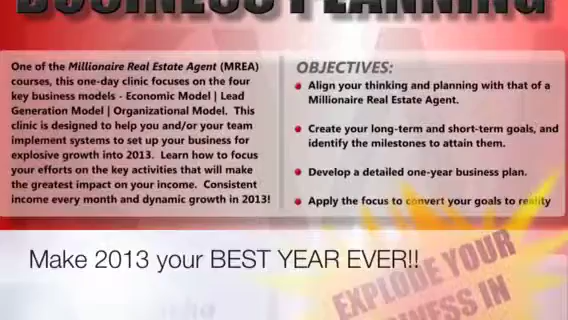 BUSINESS PLANNING
One of the Millionaire Real Estate Agent (MREA)
courses, this one-day clinic focuses on the four
key business models - Economic Model | Lead
Generation Model | Organizational Model. This
clinic is designed to help you and/or your team
implement systems to set up your business for
explosive growth into 2013. Learn how to focus
your efforts on the key activities that will make
the greatest impact on your income. Consistent
income every month and dynamic growth in 2013!
OBJECTIVES:
Align your thinking and planning with that of a
Millionaire Real Estate Agent.
Create your long-term and short-term goals, and
identify the milestones to attain them.
Develop a detailed one-year business plan.
Apply the focus to convert your goals to reality
Make 2013 your BEST YEAR EVER!!
EXPLODE YOUR
BUSINESS IN